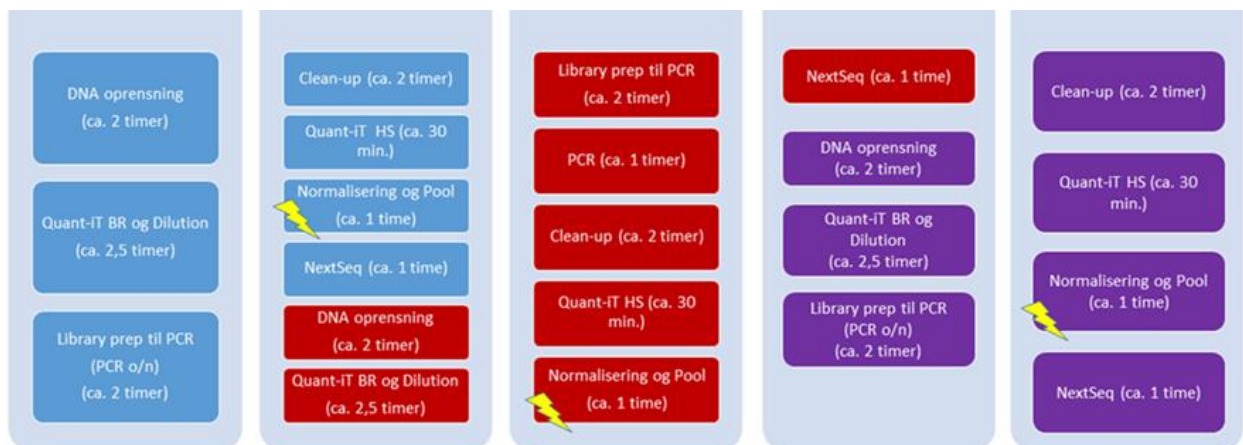 DNA oprensning
(ca. 2 timer)
Quant-iT BR og Dilution
(ca. 2,5 timer)
Library prep til PCR
(PCR o/n)
(ca. 2 timer)
Clean-up (ca. 2 timer)
Quant-iT HS (ca. 30
min.)
Normalisering og Pool
(ca. 1 time)
NextSeq (ca. 1 time)
DNA oprensning
(ca. 2 timer)
Quant-iT BR og Dilution
(ca. 2,5 timer)
Library prep til PCR
(ca. 2 timer)
PCR (ca. 1 timer)
Clean-up (ca. 2 timer)
Quant-iT HS (ca. 30
min.)
Normalisering og Pool
(ca. 1 time)
NextSeq (ca. 1 time)
DNA oprensning
(ca. 2 timer)
Quant-iT BR og
Dilution
(ca. 2,5 timer)
Library prep til PCR
(PCR o/n)
(ca. 2 timer)
Clean-up (ca. 2 timer)
Quant-iT HS (ca. 30
min.)
Normalisering og Pool
(ca. 1 time)
NextSeq (ca. 1 time)